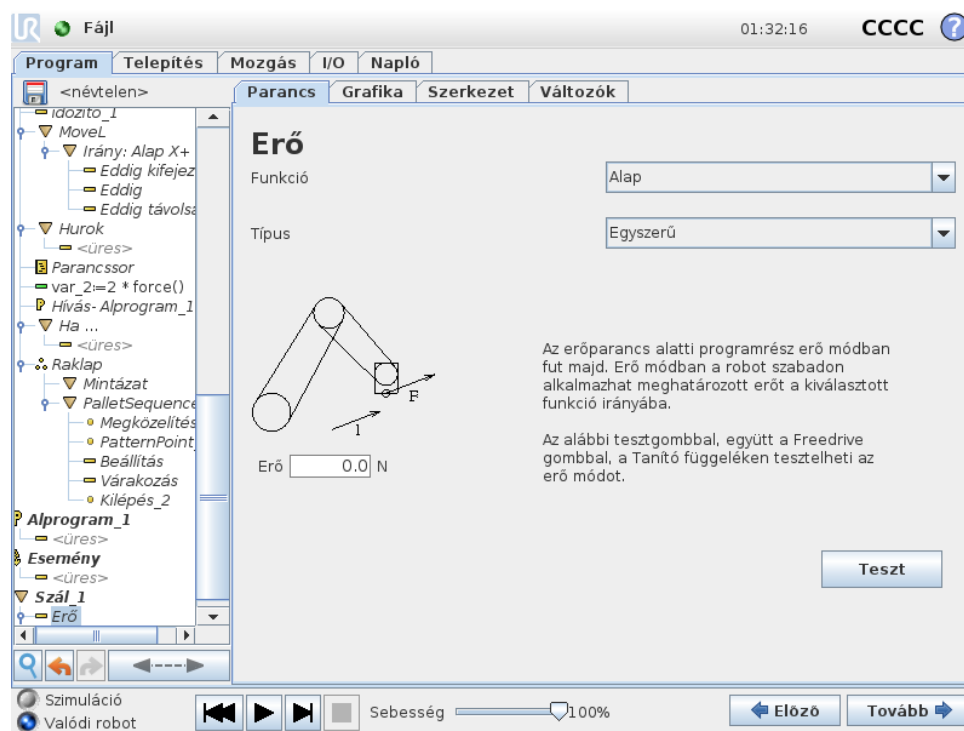 UR Fájl 01:32:16 CCCC ?
Program Telepítés Mozgás I/O Napló
<névtelen>
Parancs Grafika Szerkezet Változók
Időzítő_1
MoveL
Irány: Alap X+
Eddig kifejez
Eddig
Eddig távolsá
Hurok
<üres>
Parancssor
var_2:=2 * force()
P Hívás- Alprogram_1
Ha ...
<üres>
Raklap
Mintázat
PalletSequence
Megközelítés
PatternPoint_
Beállítás
Várakozás
Kilépés_2
P Alprogram_1
<üres>
Esemény
<üres>
Szál_1
Erő
Erő
Funkció
Alap
Típus
Egyszerű
F
1
Erő 0.0 N
Az erőparancs alatti programrész erő módban
fut majd. Erő módban a robot szabadon
alkalmazhat meghatározott erőt a kiválasztott
funkció irányába.
Az alábbi tesztgombbal, együtt a Freedrive
gombbal, a Tanító függeléken tesztelheti az
erő módot.
Teszt
Szimuláció
Valódi robot
Sebesség 100%
Előző
Tovább